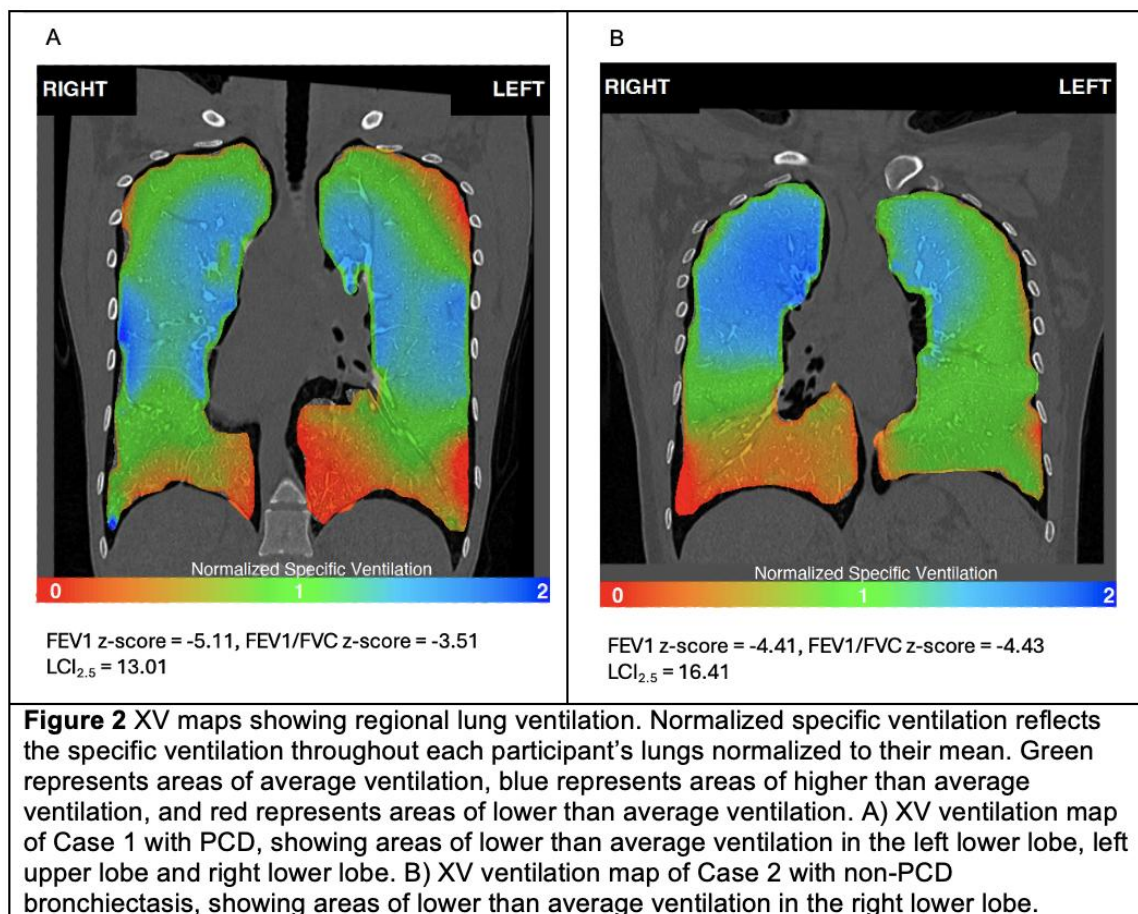 A
RIGHT
LEFT
Normalized Specific Ventilation
0
1
2
FEV1 z-score = -5.11, FEV1/FVC z-score = -3.51
LCI2.5 = 13.01
B
RIGHT
LEFT
Normalized Specific Ventilation
0
1
2
FEV1 z-score = -4.41, FEV1/FVC z-score = -4.43
LCI2.5 = 16.41
Figure 2 XV maps showing regional lung ventilation. Normalized specific ventilation reflects
the specific ventilation throughout each participant’s lungs normalized to their mean. Green
represents areas of average ventilation, blue represents areas of higher than average
ventilation, and red represents areas of lower than average ventilation. A) XV ventilation map
of Case 1 with PCD, showing areas of lower than average ventilation in the left lower lobe, left
upper lobe and right lower lobe. B) XV ventilation map of Case 2 with non-PCD
bronchiectasis, showing areas of lower than average ventilation in the right lower lobe.